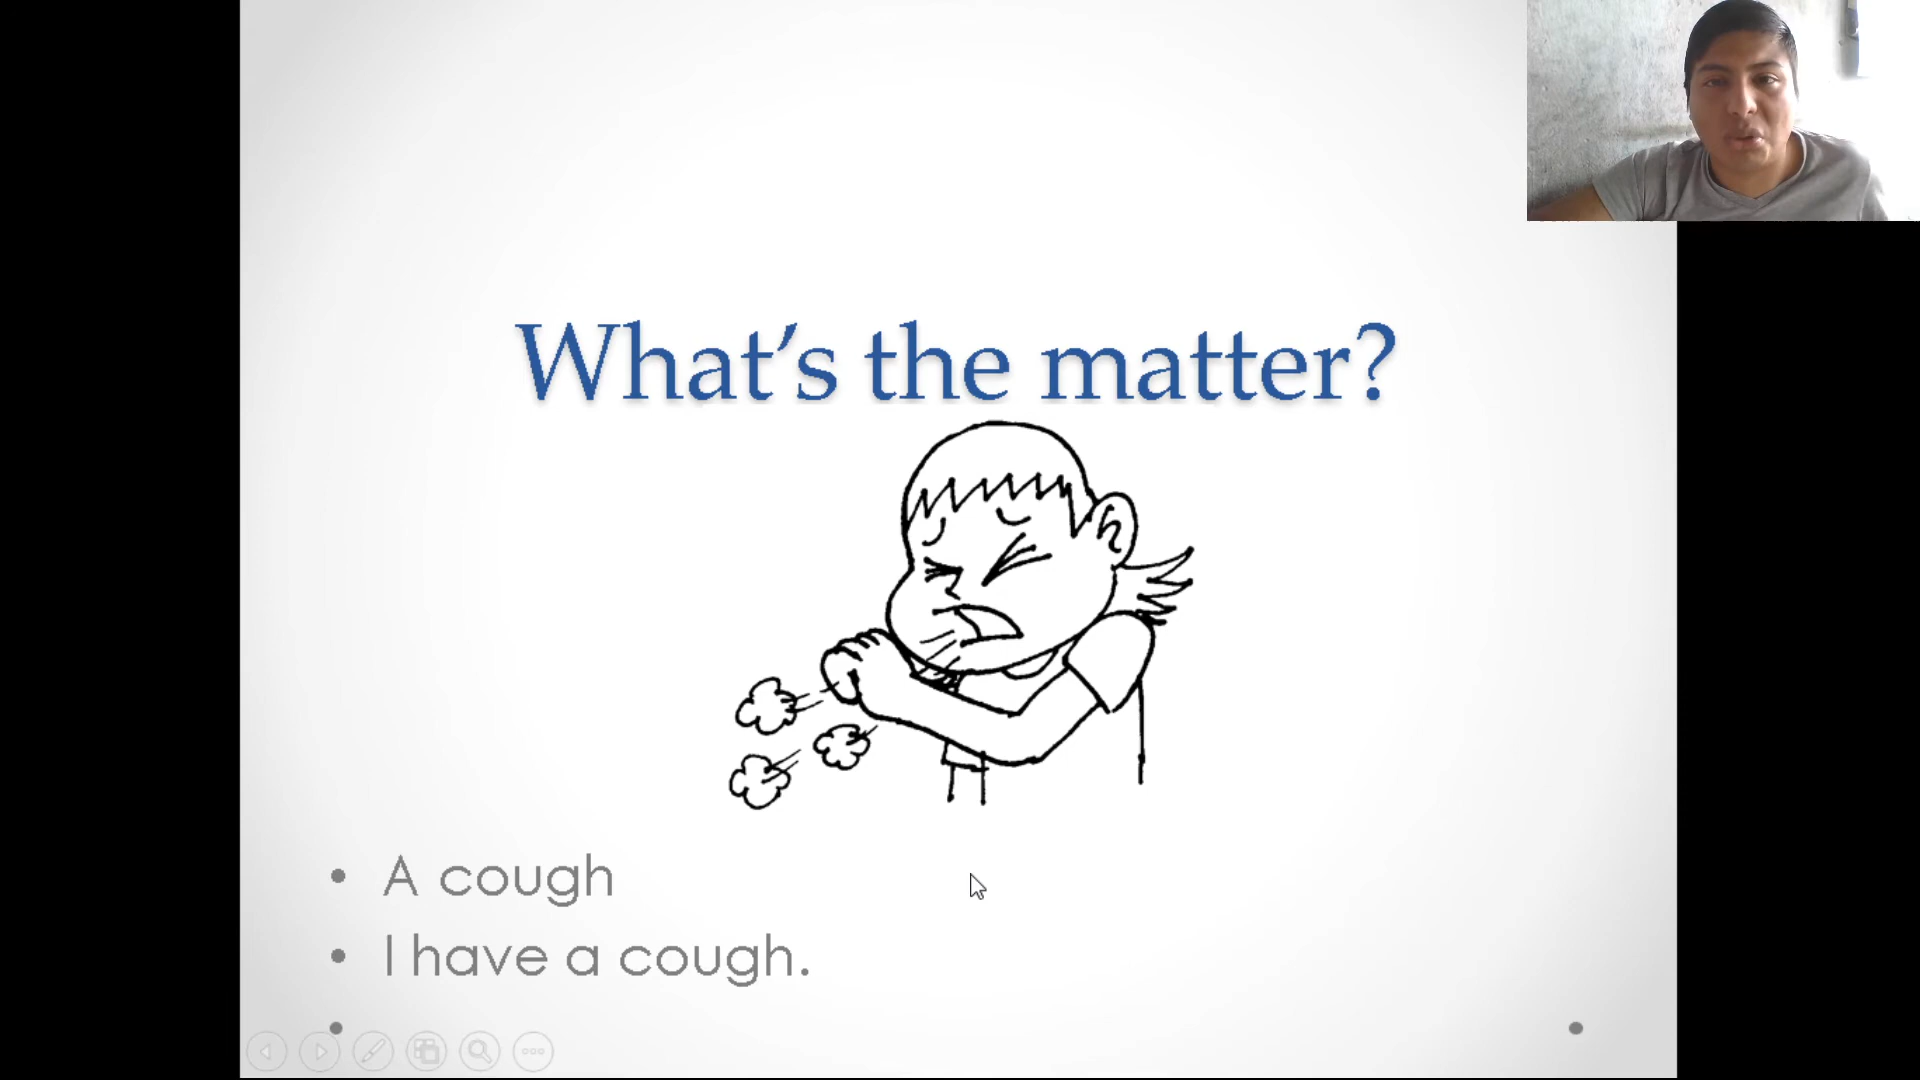 What's the matter?
• A cough
• I have a cough.